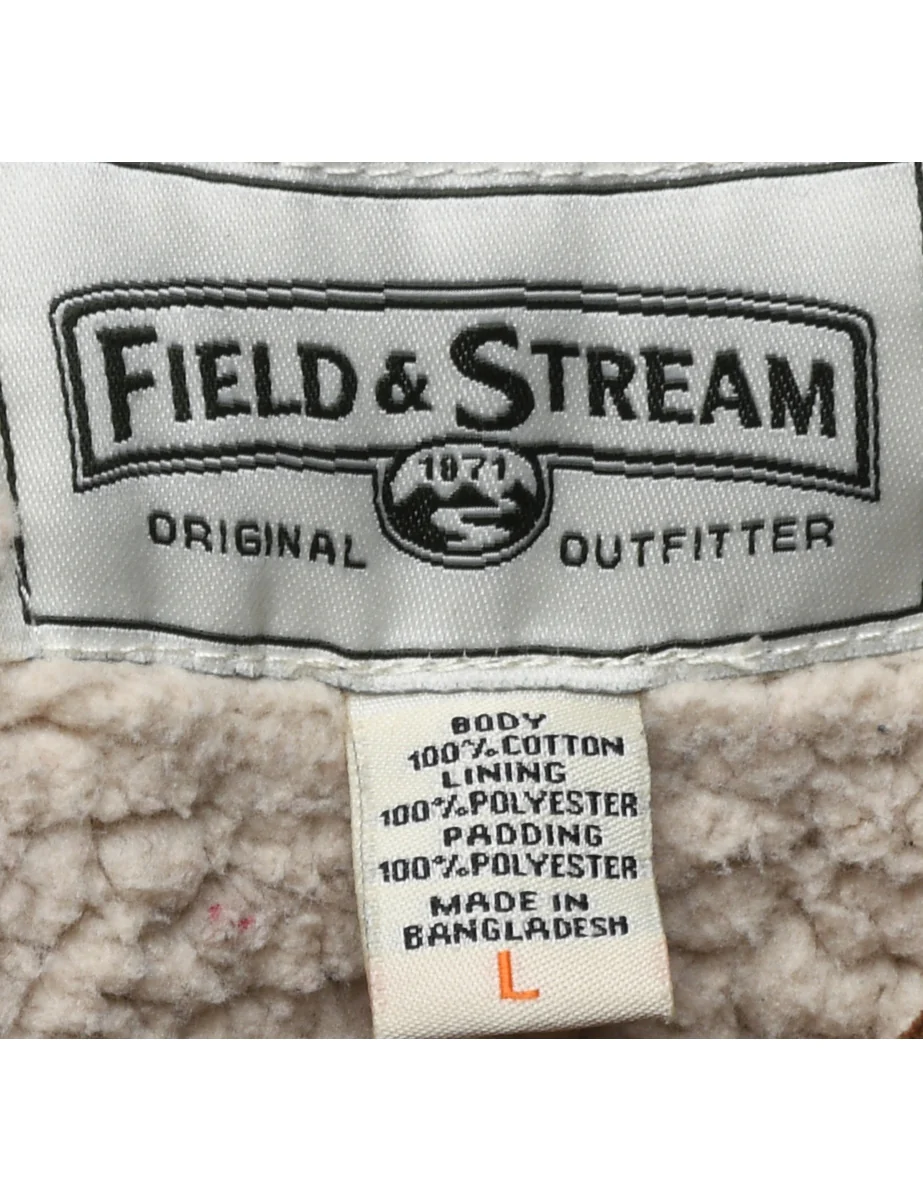 FIELD & STREAM
1871
ORIGINAL OUTFITTER
BODY
100% COTTON
LINING
100% POLYESTER
PADDING
100% POLYESTER
MADE IN
BANGLADESH
L